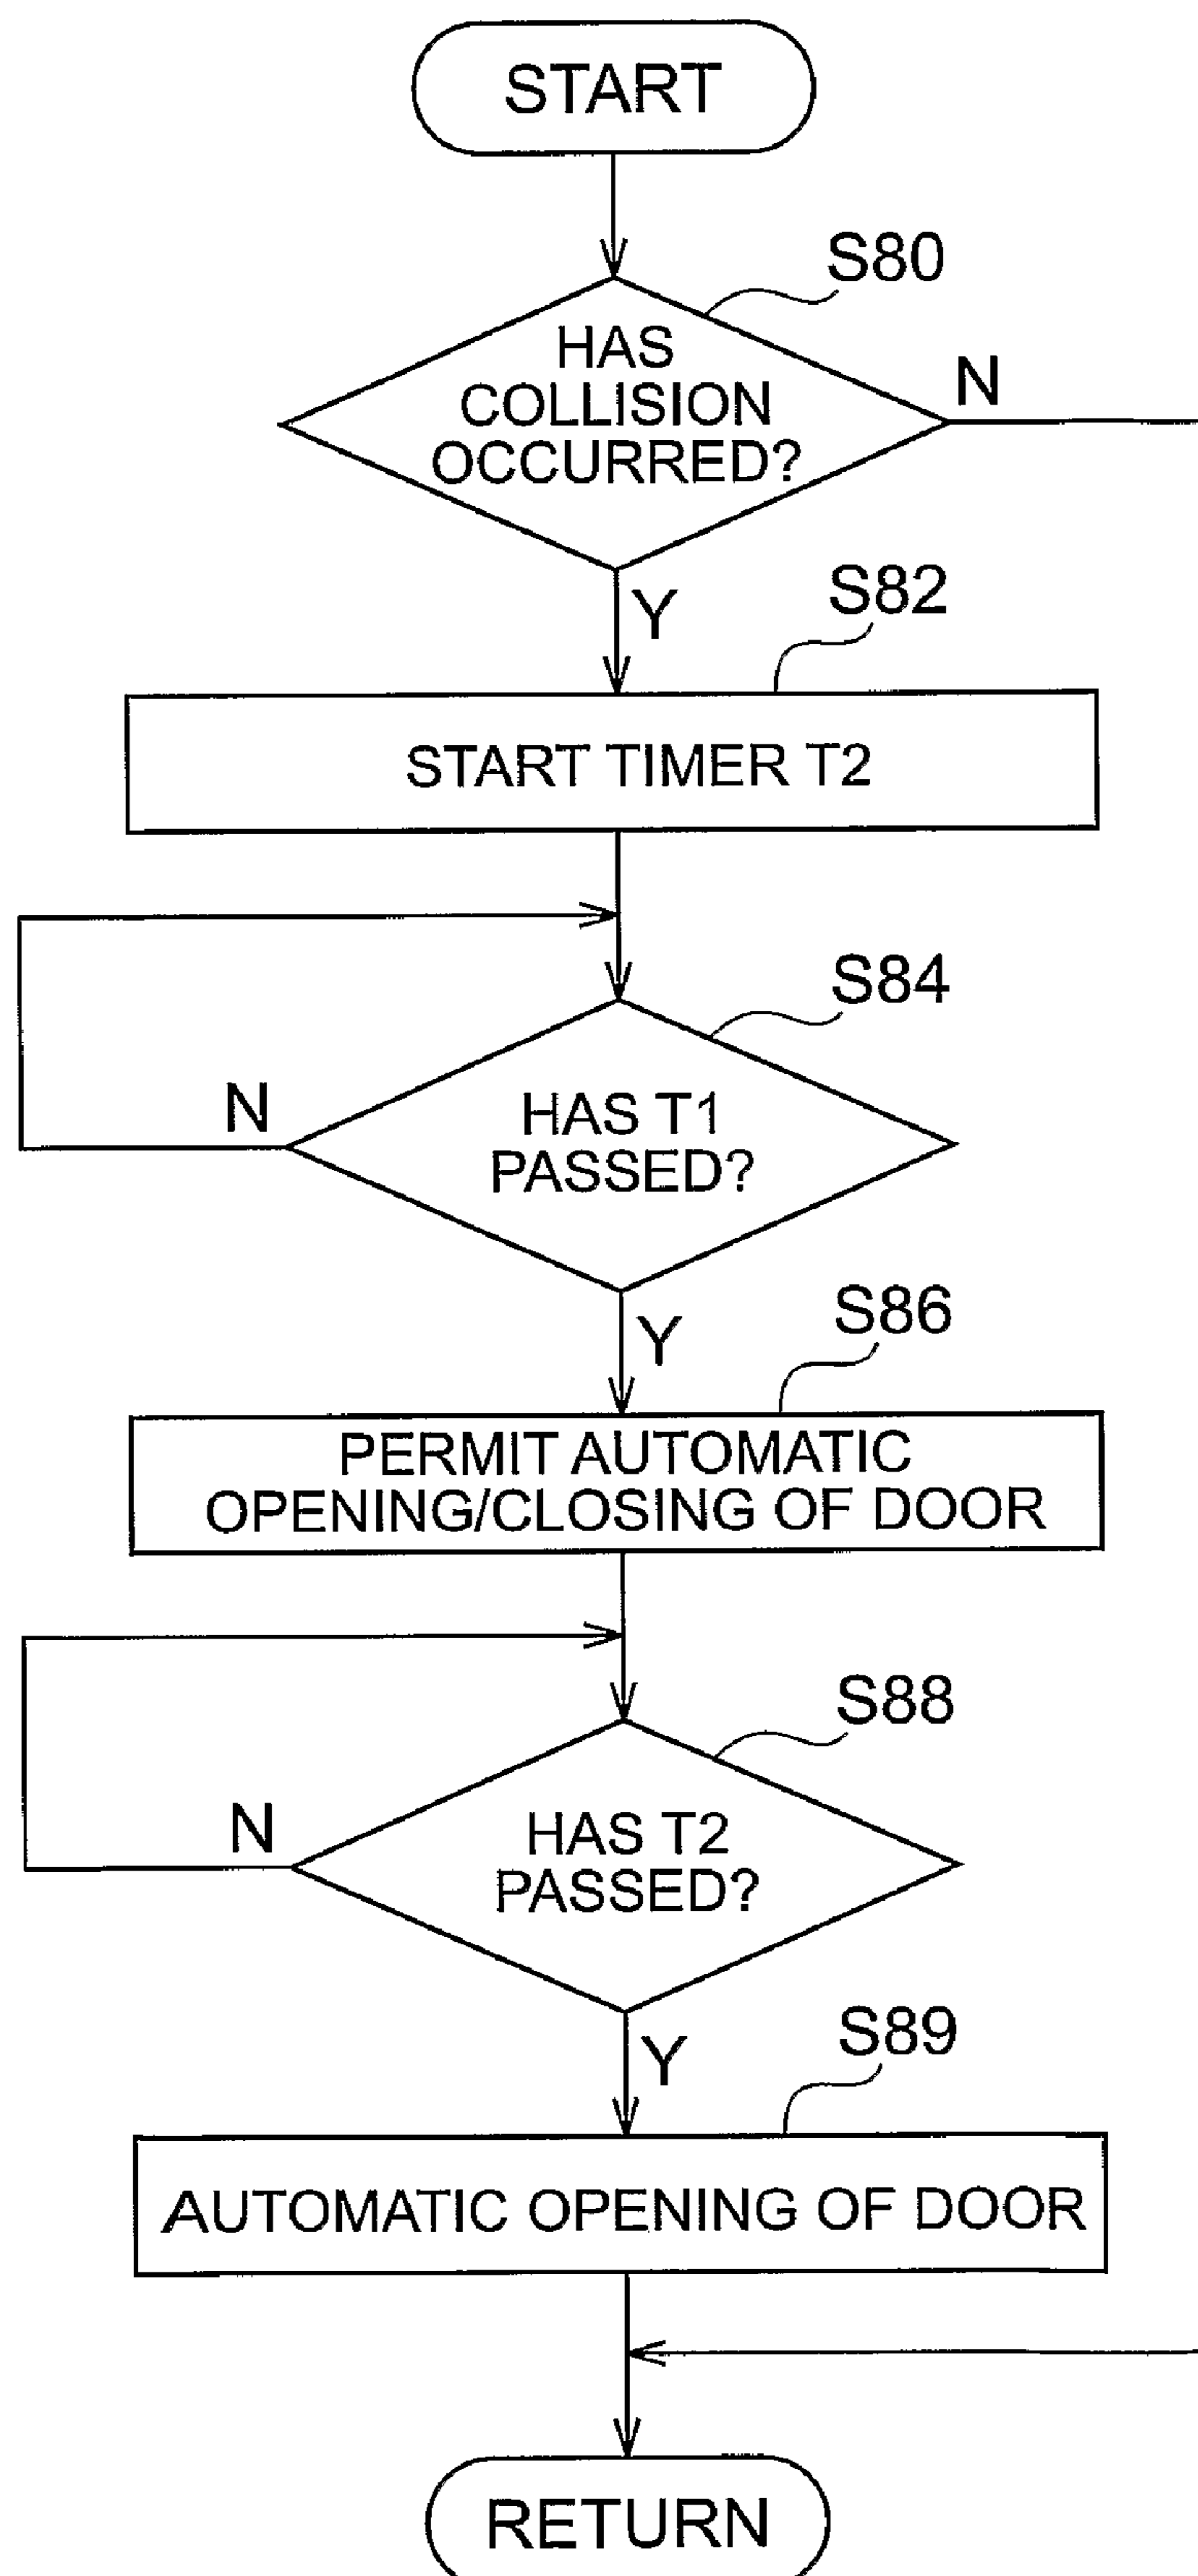 START
S80
HAS
COLLISION
OCCURRED?
N
Y
S82
START TIMER T2
S84
HAS T1
PASSED?
N
Y
S86
PERMIT AUTOMATIC
OPENING/CLOSING OF DOOR
S88
HAS T2
PASSED?
N
Y
S89
AUTOMATIC OPENING OF DOOR
RETURN